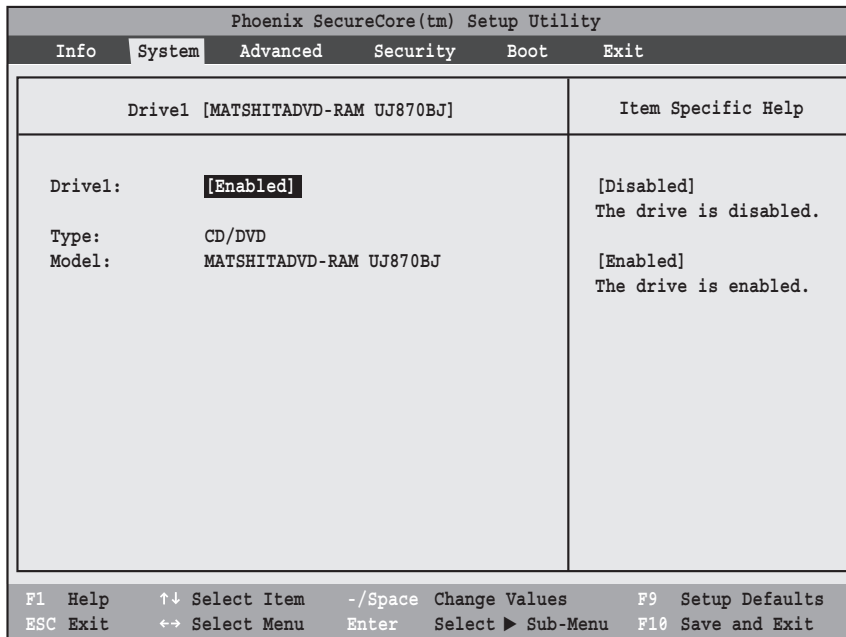 Phoenix SecureCore(tm) Setup Utility
Info System Advanced Security Boot Exit
Drive1 [MATSHITADVD-RAM UJ870BJ]
Item Specific Help
Drive1: [Enabled]
Type: CD/DVD
Model: MATSHITADVD-RAM UJ870BJ
[Disabled]
The drive is disabled.
[Enabled]
The drive is enabled.
F1 Help ↑↓ Select Item -/Space Change Values F9 Setup Defaults
ESC Exit ←→ Select Menu Enter Select ▶ Sub-Menu F10 Save and Exit